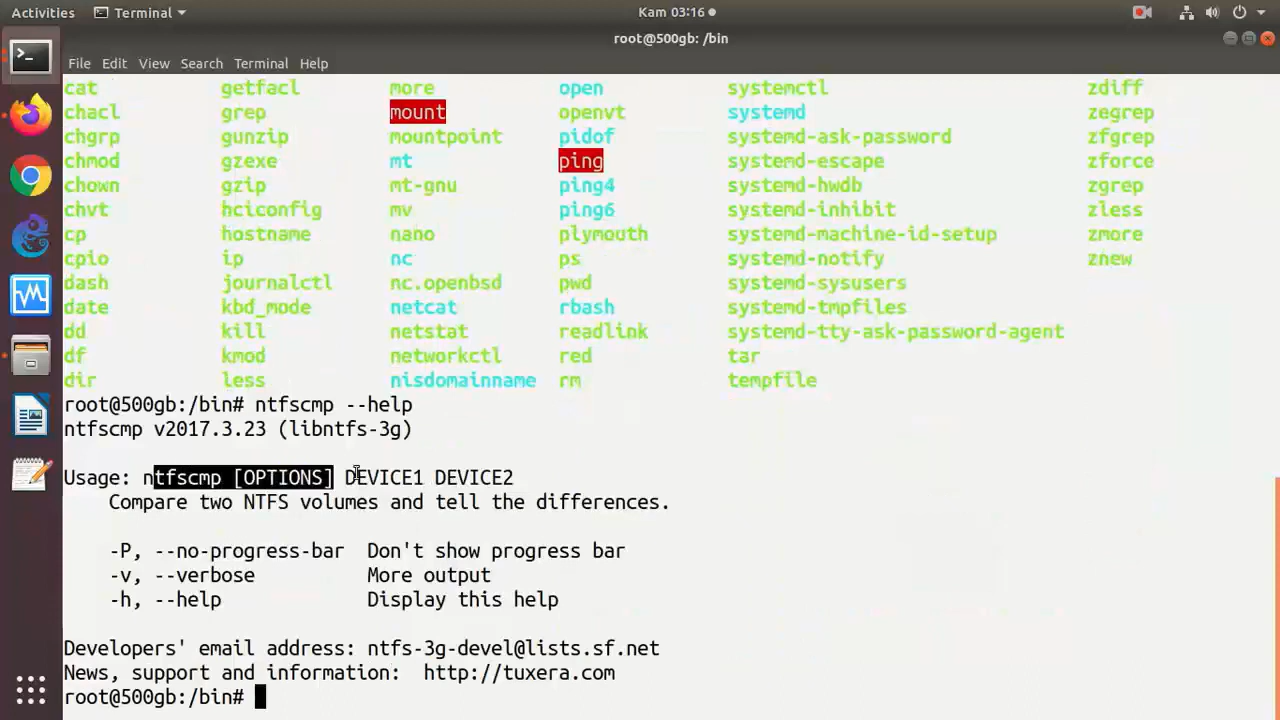 Activities Terminal Kam 03:16
root@500gb: /bin
File Edit View Search Terminal Help
cat getfacl more open systemctl zdiff
chacl grep mount openvt systemd zegrep
chgrp gunzip mountpoint pidof systemd-ask-password zfgrep
chmod gzexe mt ping systemd-escape zforce
chown gzip mt-gnu ping4 systemd-hwdb zgrep
chvt hciconfig mv ping6 systemd-inhibit zless
cp hostname nano plymouth systemd-machine-id-setup zmore
cpio ip nc ps systemd-notify znew
dash journalctl nc.openbsd pwd systemd-sysusers
date kbd_mode netcat rbash systemd-tmpfiles
dd kill netstat readlink systemd-tty-ask-password-agent
df kmod networkctl red tar
dir less nisdomainname rm tempfile
root@500gb:/bin# ntfscmp --help
ntfscmp v2017.3.23 (libntfs-3g)
Usage: ntfscmp [OPTIONS] DEVICE1 DEVICE2
Compare two NTFS volumes and tell the differences.
-P, --no-progress-bar Don't show progress bar
-v, --verbose More output
-h, --help Display this help
Developers' email address: ntfs-3g-devel@lists.sf.net
News, support and information: http://tuxera.com
root@500gb:/bin#